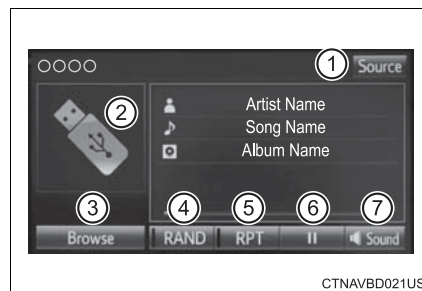 ○○○○ 1 Source
2
Artist Name
Song Name
Album Name
3 4 5 6 7
Browse RAND RPT II Sound
CTNAVBD021US